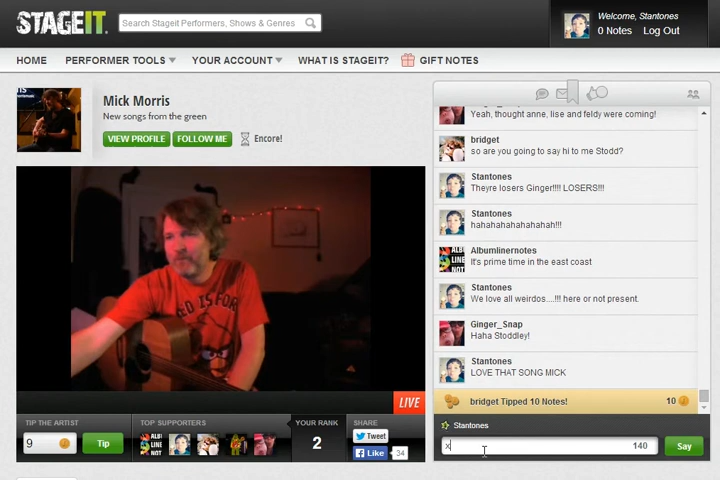 STAGEIT.
Search Stageit Performers, Shows & Genres
Welcome, Stantones
0 Notes Log Out
HOME PERFORMER TOOLS YOUR ACCOUNT WHAT IS STAGEIT? GIFT NOTES
Mick Morris
New songs from the green
VIEW PROFILE FOLLOW ME Encore!
LIVE
TIP THE ARTIST
9
Tip
TOP SUPPORTERS
YOUR RANK
2
SHARE
Tweet
Like 34
Yeah, thought anne, lise and feldy were coming!
bridget
so are you going to say hi to me Stodd?
Stantones
Theyre losers Ginger!!!! LOSERS!!!
Stantones
hahahahahahahahah!!!
Albumlinernotes
It's prime time in the east coast
Stantones
We love all weirdos....!!! here or not present.
Ginger_Snap
Haha Stoddley!
Stantones
LOVE THAT SONG MICK
bridget Tipped 10 Notes! 10
Stantones
x 140
Say